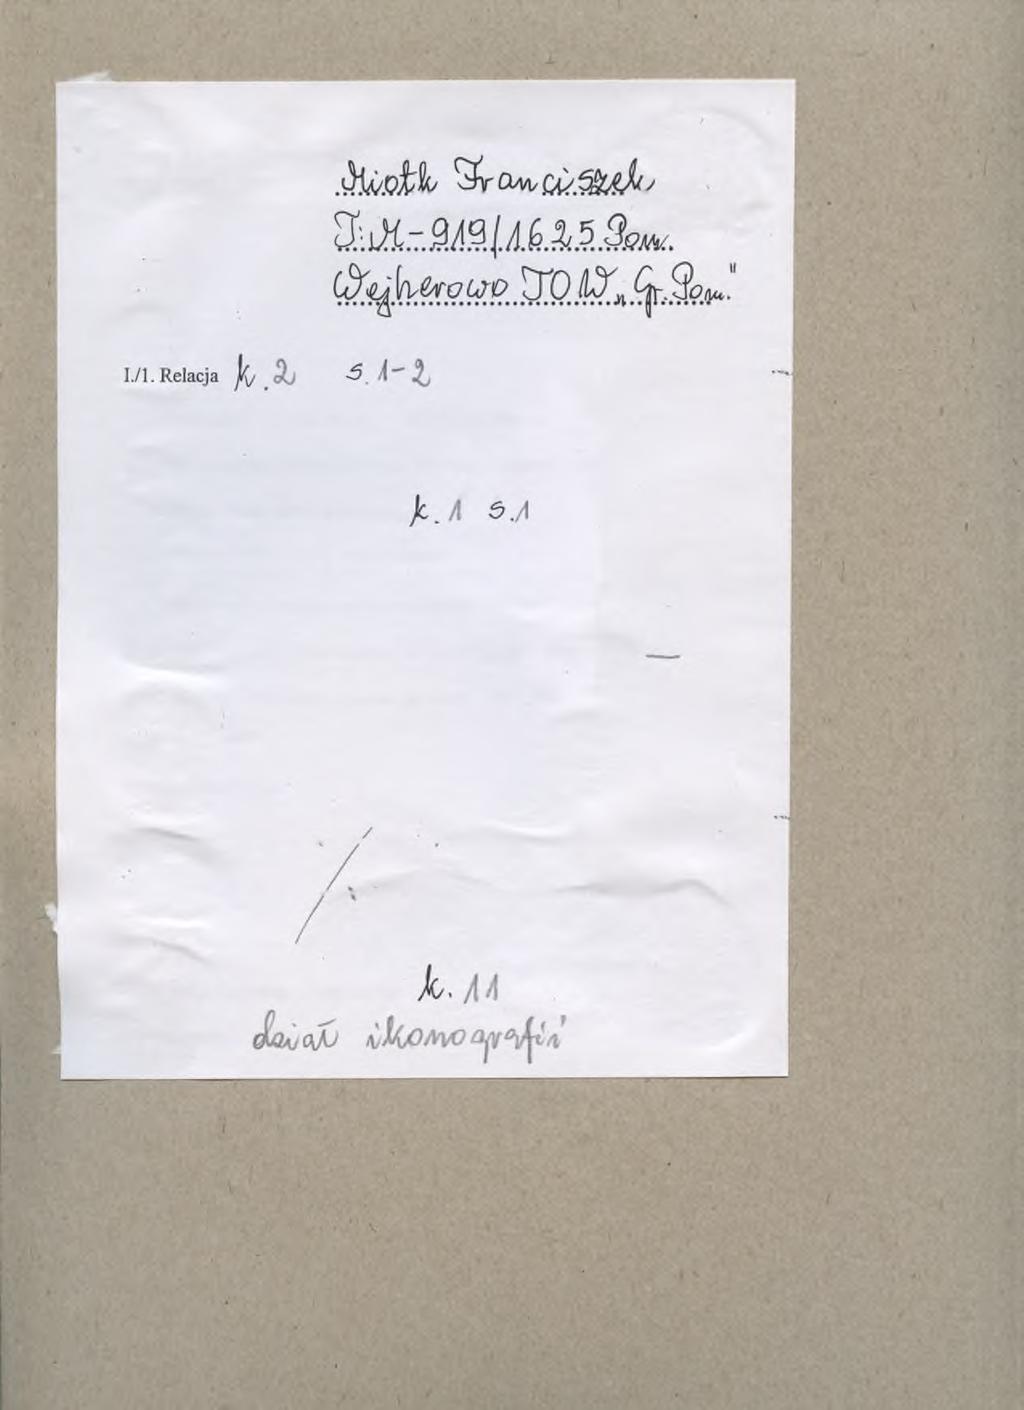 Miotk Franciszek
T: M-919/1625 Pom.
Wejherowo TOW „Gr. Pom."
I./1. Relacja k. 2 s. 1-2
k. 1 s. 1
—
k. 11
dział ikonografii